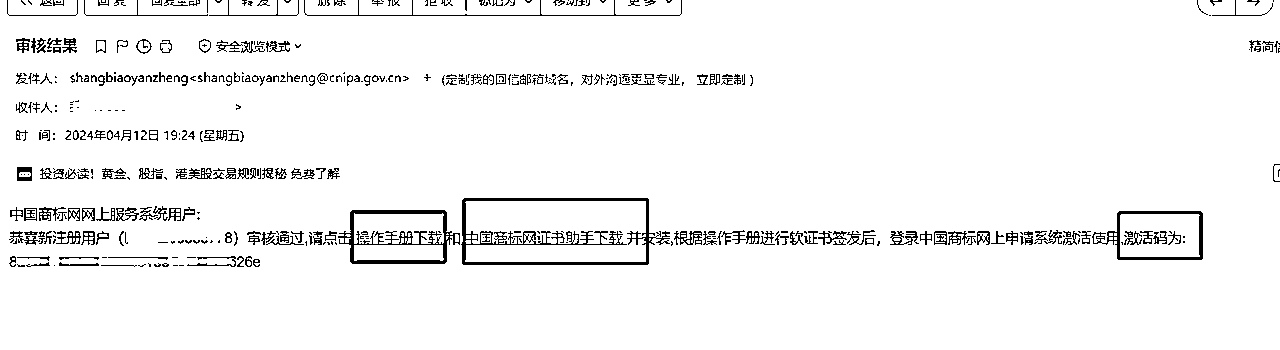 返回 回复 回复全部 转发 删除 举报 拒收 标记为 移动到 更多
审核结果 安全浏览模式 精简信
发件人： shangbiaoyanzheng<shangbiaoyanzheng@cnipa.gov.cn> + (定制我的回信邮箱域名，对外沟通更显专业， 立即定制 )
收件人： >
时 间： 2024年04月12日 19:24 (星期五)
投资必读！黄金、股指、港美股交易规则揭秘 免费了解
中国商标网网上服务系统用户:
恭喜新注册用户（ 8）审核通过,请点击 操作手册下载 和 中国商标网证书助手下载 并安装,根据操作手册进行软证书签发后，登录中国商标网上申请系统激活使用,激活码为:
8 326e